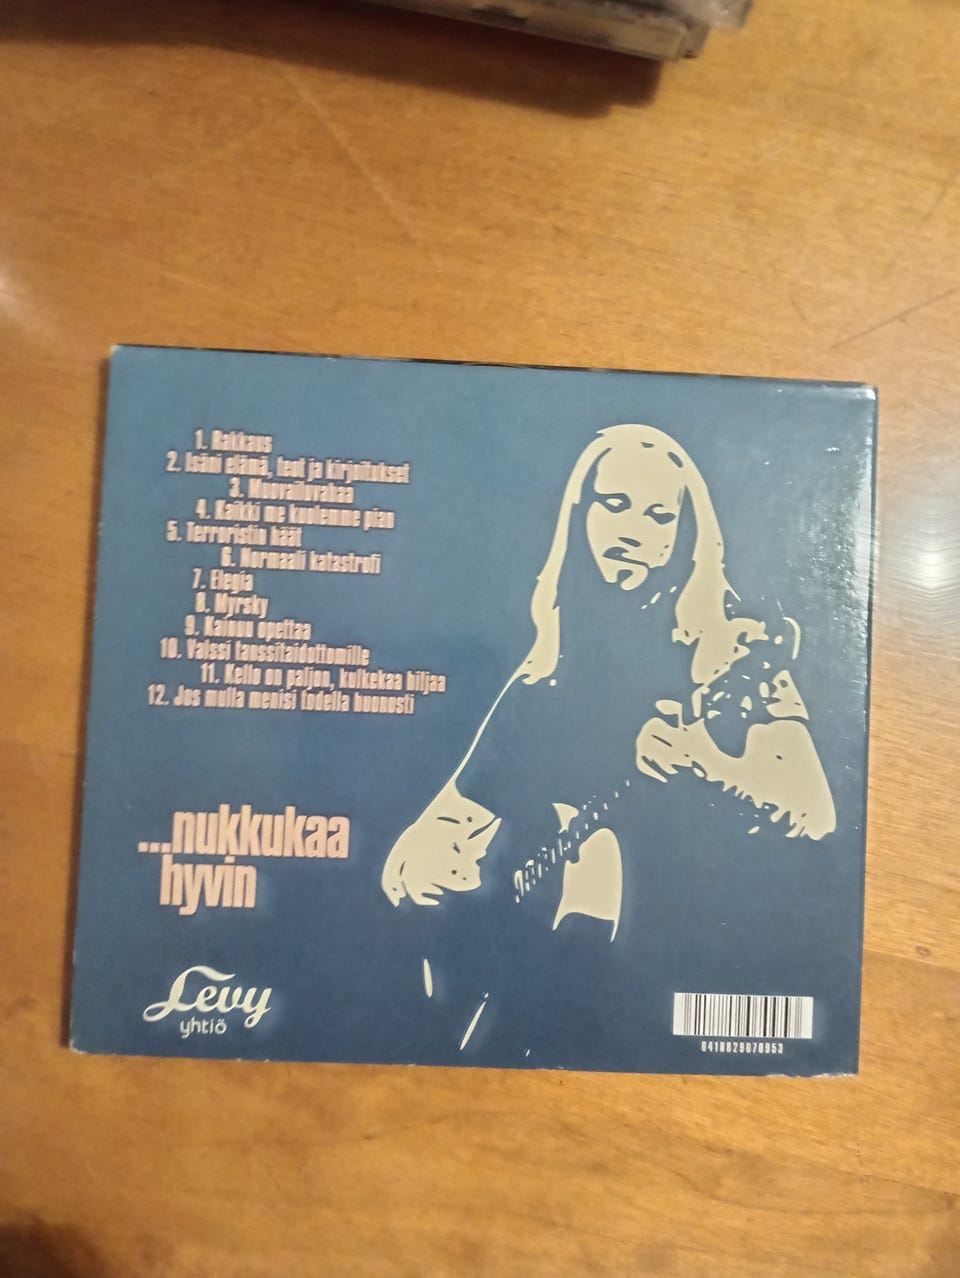 1. Rakkaus
2. Isäni elämä, teot ja kirjoitukset
3. Muovailuvahaa
4. Kaikki me kuolemme pian
5. Terroristin häät
6. Normaali katastrofi
7. Elegia
8. Myrsky
9. Kainuu opettaa
10. Valssi tanssitaidottomille
11. Kello on paljon, kulkekaa hiljaa
12. Jos mulla menisi todella huonosti
...nukkukaa
hyvin
Levy
yhtiö
6418829070953